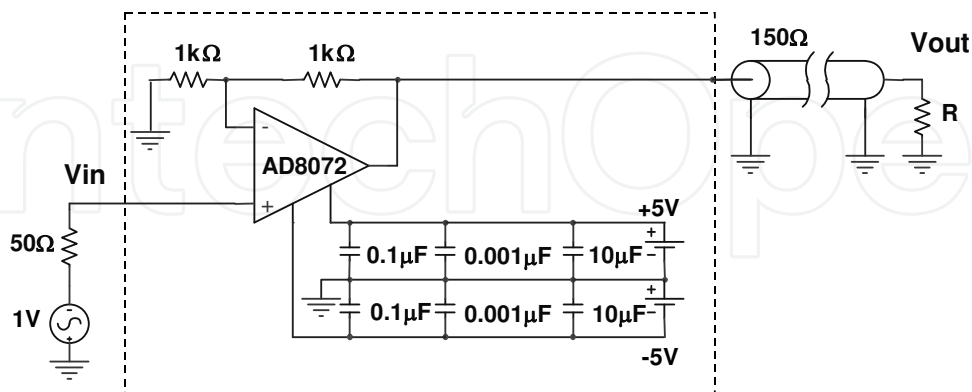 1kΩ 1kΩ 150Ω Vout
- AD8072 R
Vin +
+5V
50Ω 0.1µF 0.001µF 10µF + -
1V - + 0.1µF 0.001µF 10µF + -
-5V
IntechOpe